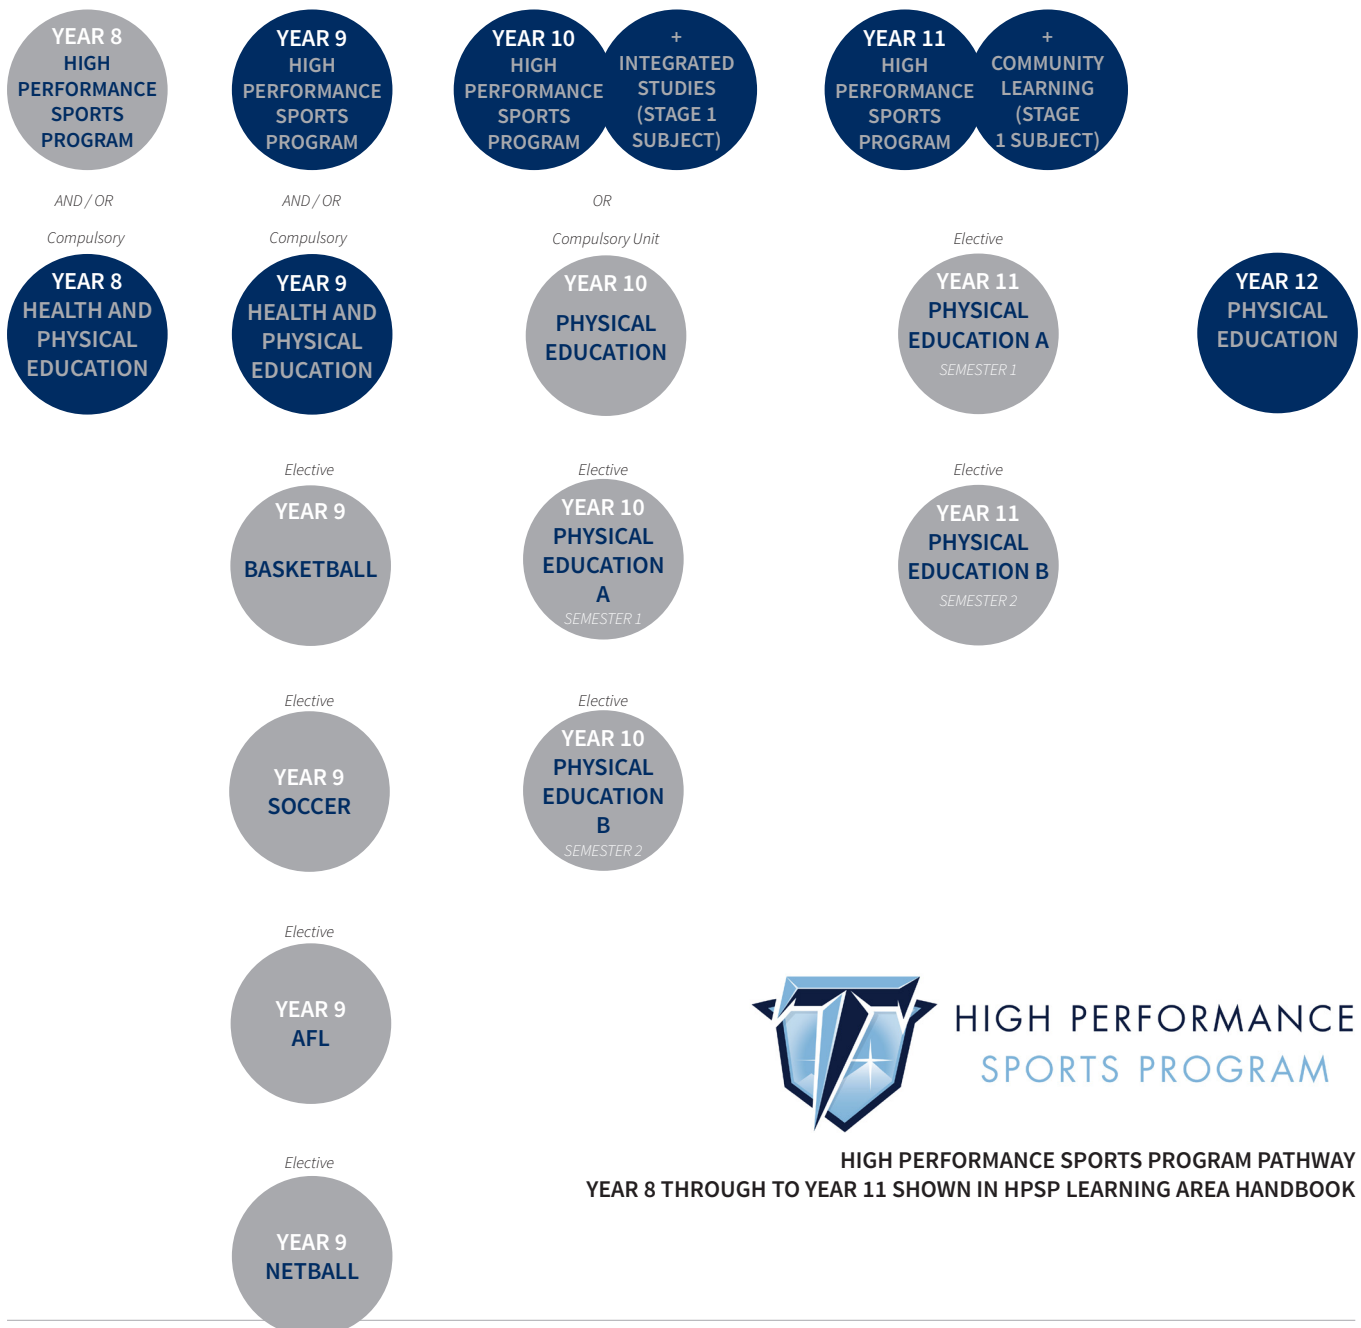 YEAR 8
HIGH
PERFORMANCE
SPORTS
PROGRAM
YEAR 9
HIGH
PERFORMANCE
SPORTS
PROGRAM
YEAR 10
HIGH
PERFORMANCE
SPORTS
PROGRAM
+
INTEGRATED
STUDIES
(STAGE 1
SUBJECT)
YEAR 11
HIGH
PERFORMANCE
SPORTS
PROGRAM
+
COMMUNITY
LEARNING
(STAGE
1 SUBJECT)
AND / OR
AND / OR
OR
Compulsory
YEAR 8
HEALTH AND
PHYSICAL
EDUCATION
Compulsory
YEAR 9
HEALTH AND
PHYSICAL
EDUCATION
Compulsory Unit
YEAR 10
PHYSICAL
EDUCATION
Elective
YEAR 11
PHYSICAL
EDUCATION A
SEMESTER 1
YEAR 12
PHYSICAL
EDUCATION
Elective
YEAR 9
BASKETBALL
Elective
YEAR 10
PHYSICAL
EDUCATION
A
SEMESTER 1
Elective
YEAR 11
PHYSICAL
EDUCATION B
SEMESTER 2
Elective
YEAR 9
SOCCER
Elective
YEAR 10
PHYSICAL
EDUCATION
B
SEMESTER 2
Elective
YEAR 9
AFL
HIGH PERFORMANCE
SPORTS PROGRAM
HIGH PERFORMANCE SPORTS PROGRAM PATHWAY
YEAR 8 THROUGH TO YEAR 11 SHOWN IN HPSP LEARNING AREA HANDBOOK
Elective
YEAR 9
NETBALL